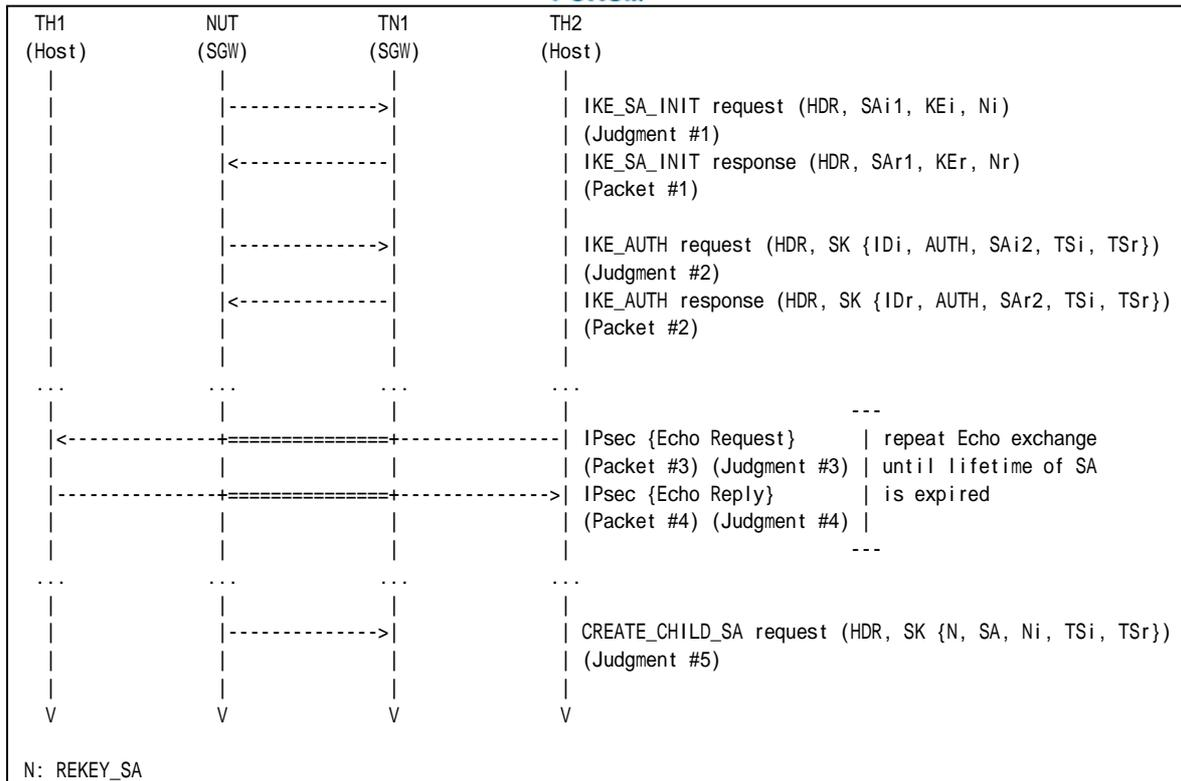 TH1 NUT TN1 TH2
(Host) (SGW) (SGW) (Host)
| | | |
| |-------------->| | IKE_SA_INIT request (HDR, SAi1, KEi, Ni)
| | | | (Judgment #1)
| |<--------------| | IKE_SA_INIT response (HDR, SAr1, KEr, Nr)
| | | | (Packet #1)
| | | |
| |-------------->| | IKE_AUTH request (HDR, SK {IDi, AUTH, SAi2, TSi, TSr})
| | | | (Judgment #2)
| |<--------------| | IKE_AUTH response (HDR, SK {IDr, AUTH, SAr2, TSi, TSr})
| | | | (Packet #2)
| | | |
... ... ... ...
| | | | ---
|<--------------+===============+--------------| IPsec {Echo Request} | repeat Echo exchange
| | | | (Packet #3) (Judgment #3) | until lifetime of SA
|---------------+===============+-------------->| IPsec {Echo Reply} | is expired
| | | | (Packet #4) (Judgment #4) |
| | | | ---
... ... ... ...
| | | |
| |-------------->| | CREATE_CHILD_SA request (HDR, SK {N, SA, Ni, TSi, TSr})
| | | | (Judgment #5)
| | | |
V V V V
N: REKEY_SA